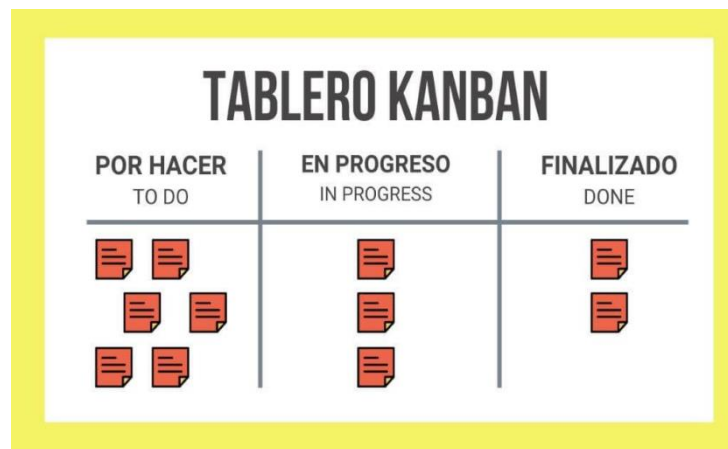 TABLERO KANBAN
POR HACER
TO DO
EN PROGRESO
IN PROGRESS
FINALIZADO
DONE